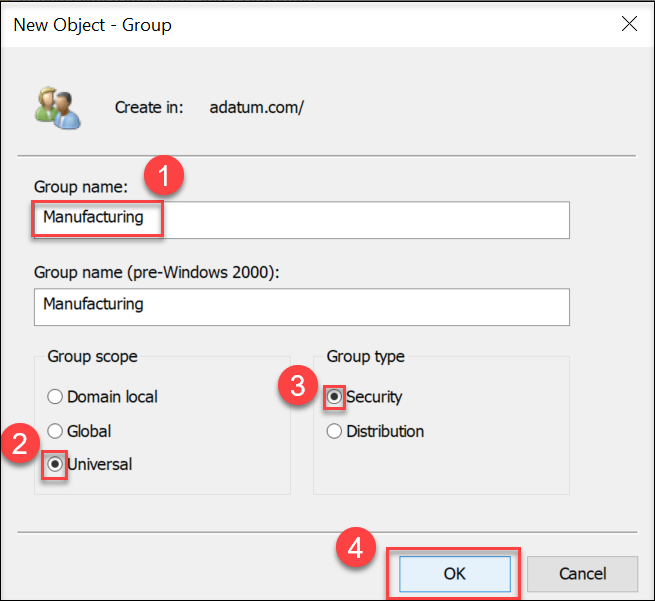 New Object - Group
Create in: adatum.com/
1
Group name:
Manufacturing
Group name (pre-Windows 2000):
Manufacturing
Group scope
Group type
Domain local
3
Security
2
Global
Distribution
Universal
4
OK
Cancel